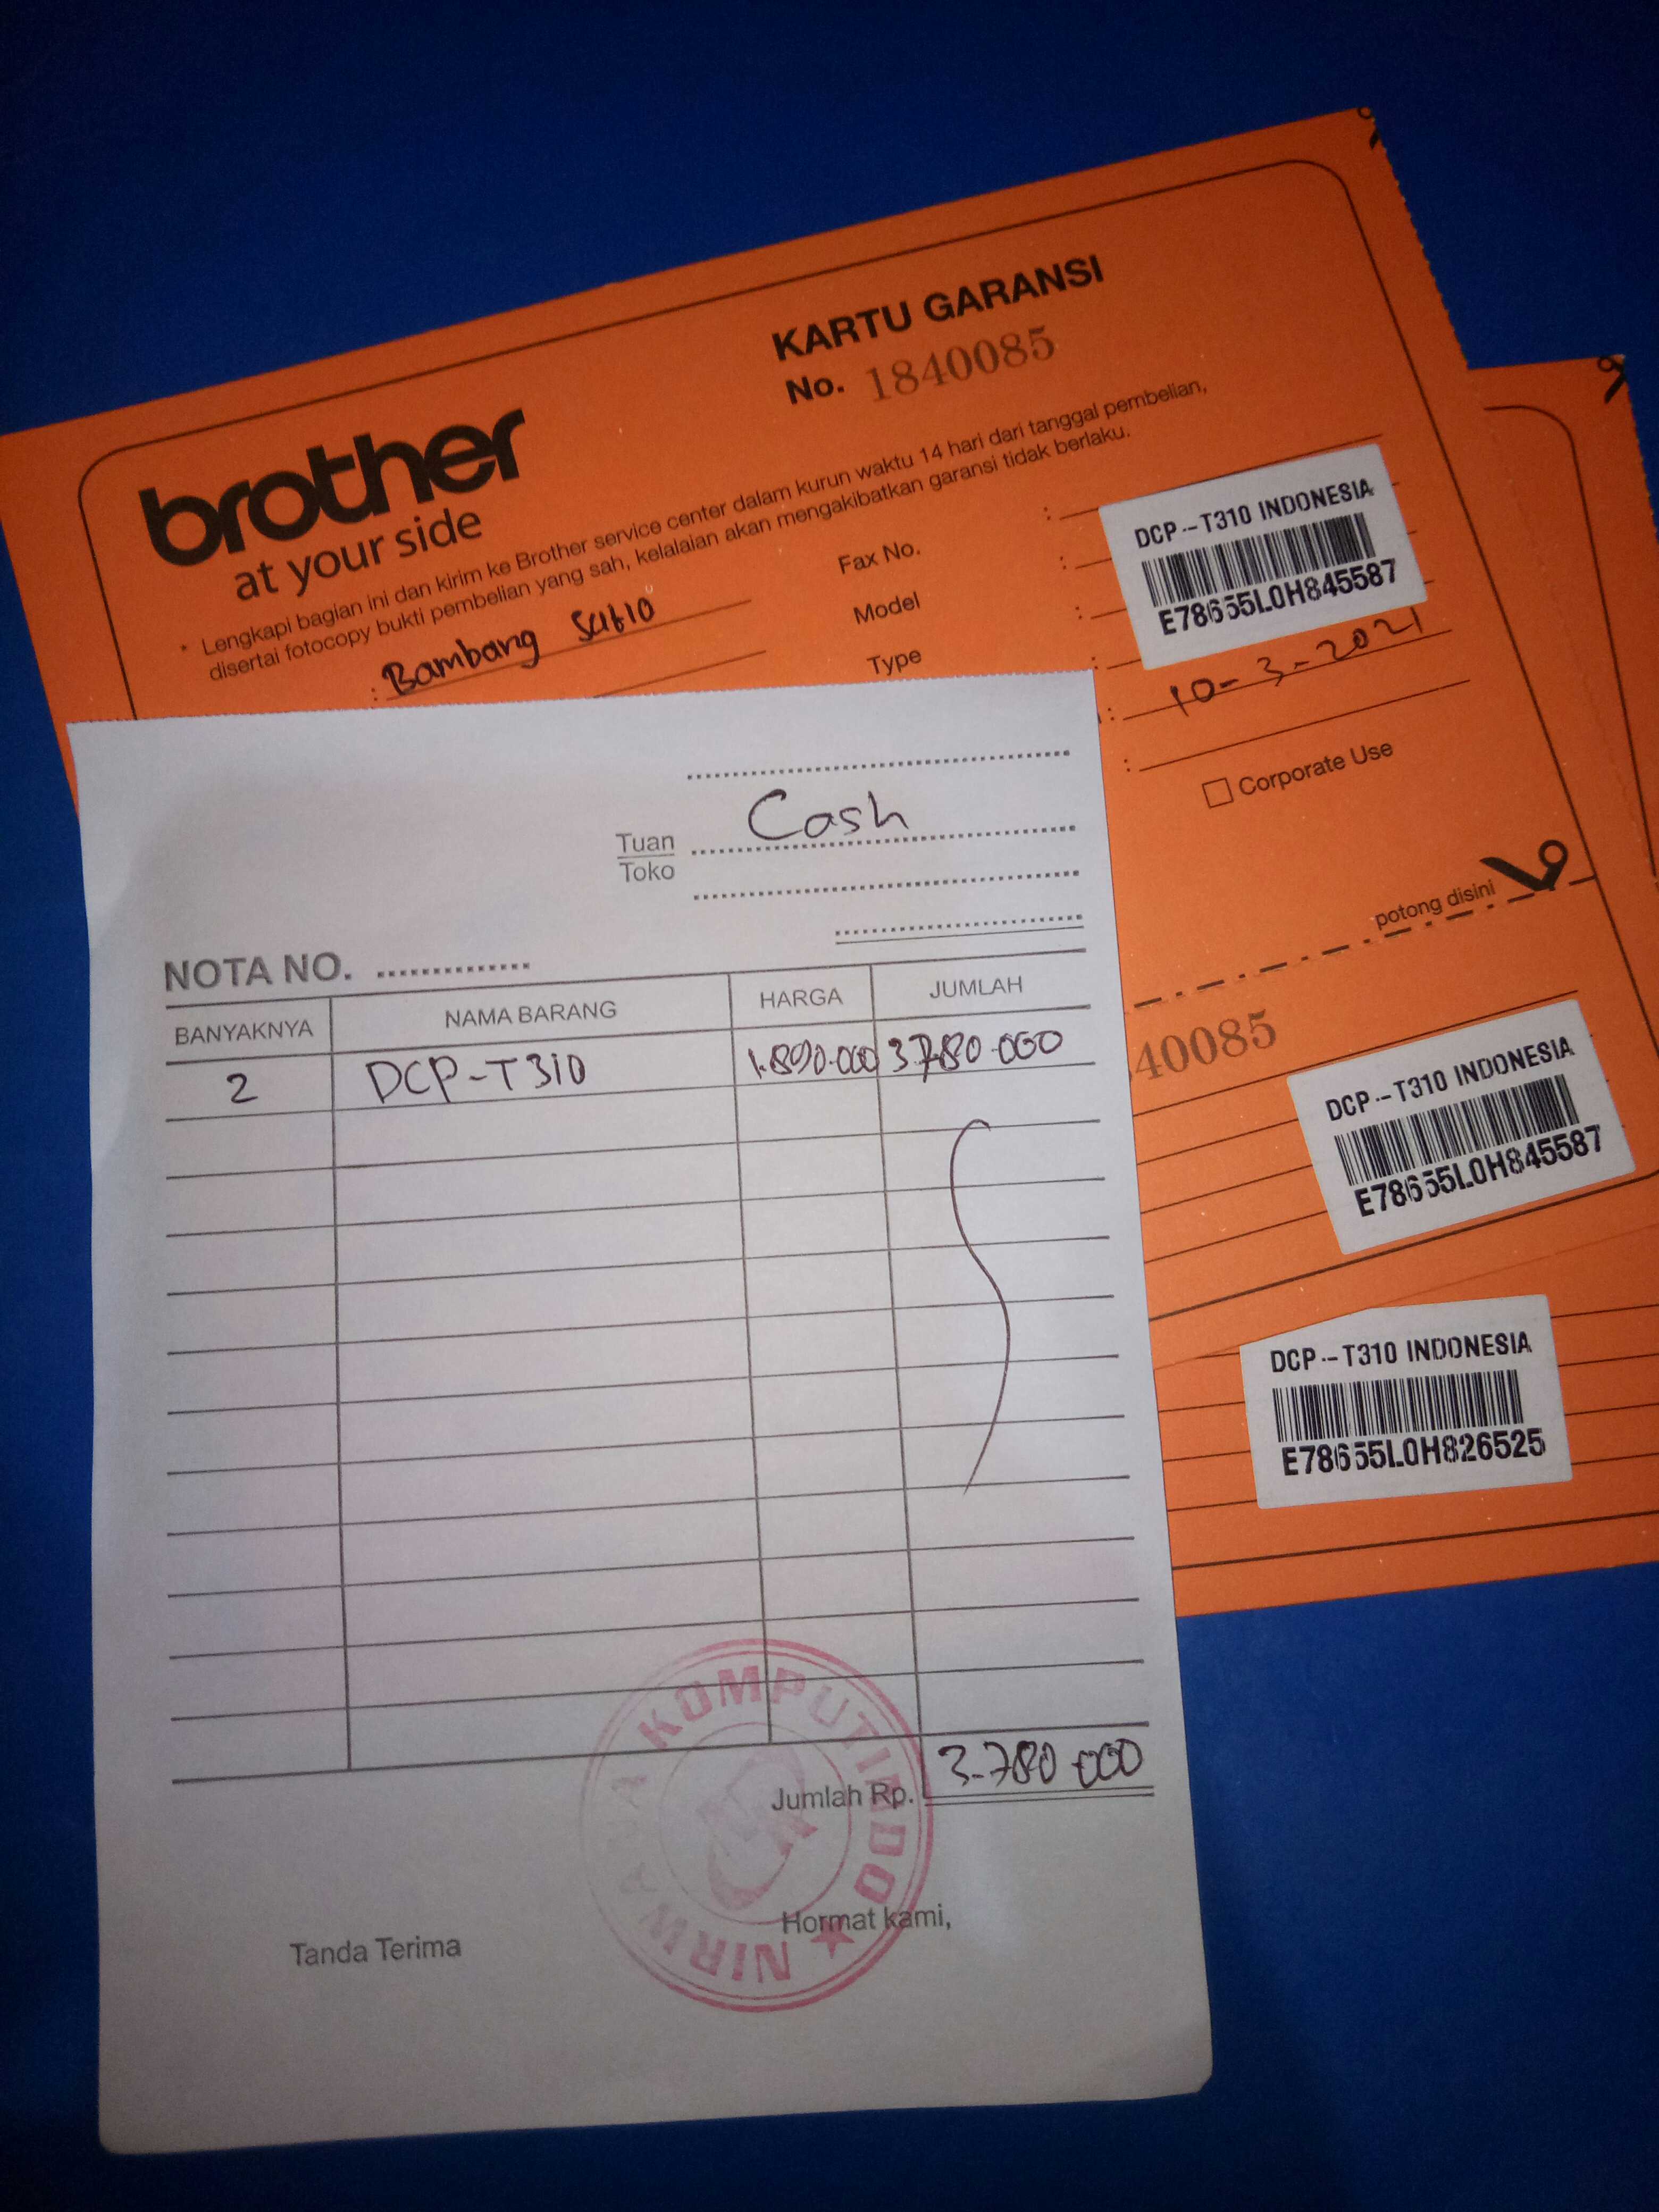 KARTU GARANSI
No. 1840085
brother
at your side
* Lengkapi bagian ini dan kirim ke Brother service center dalam kurun waktu 14 hari dari tanggal pembelian,
disertai fotocopy bukti pembelian yang sah, kelalaian akan mengakibatkan garansi tidak berlaku.
: Bambang
Fax No. :
Model :
Type :
DCP-T310 INDONESIA
E78655L0H845587
: 10-3-2021
:
Corporate Use
potong disini
40085
DCP-T310 INDONESIA
E78655L0H845587
DCP-T310 INDONESIA
E78655L0H826525
Cash
Tuan
Toko
NOTA NO.
BANYAKNYA NAMA BARANG HARGA JUMLAH
2 DCP-T310 1.890.000 3.780.000
Jumlah Rp. 3.780.000
Tanda Terima Hormat kami,
NIRWANA KOMPUTINDO